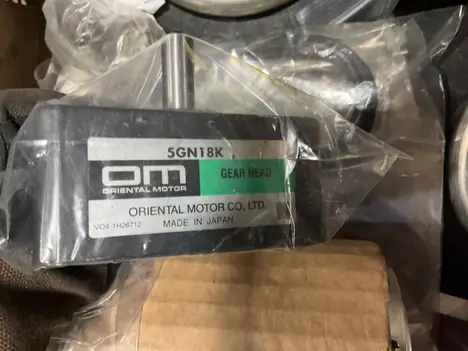 5GN18K
om
ORIENTAL MOTOR
GEAR HEAD
ORIENTAL MOTOR CO., LTD.
MADE IN JAPAN